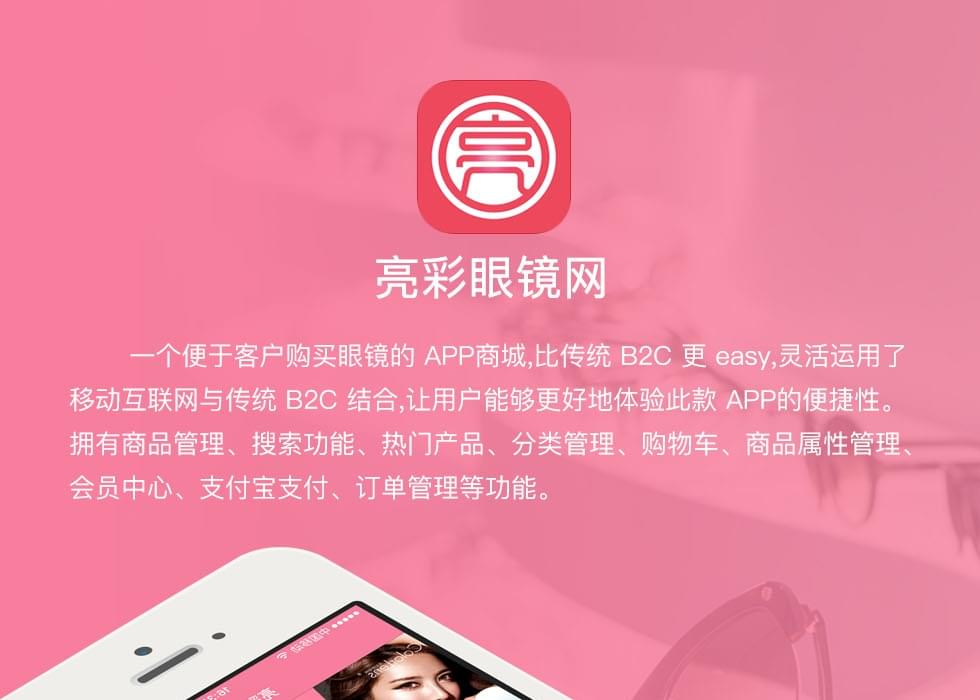 亮
亮彩眼镜网
一个便于客户购买眼镜的 APP商城,比传统 B2C 更 easy,灵活运用了
移动互联网与传统 B2C 结合,让用户能够更好地体验此款 APP的便捷性。
拥有商品管理、搜索功能、热门产品、分类管理、购物车、商品属性管理、
会员中心、支付宝支付、订单管理等功能。
中国移动